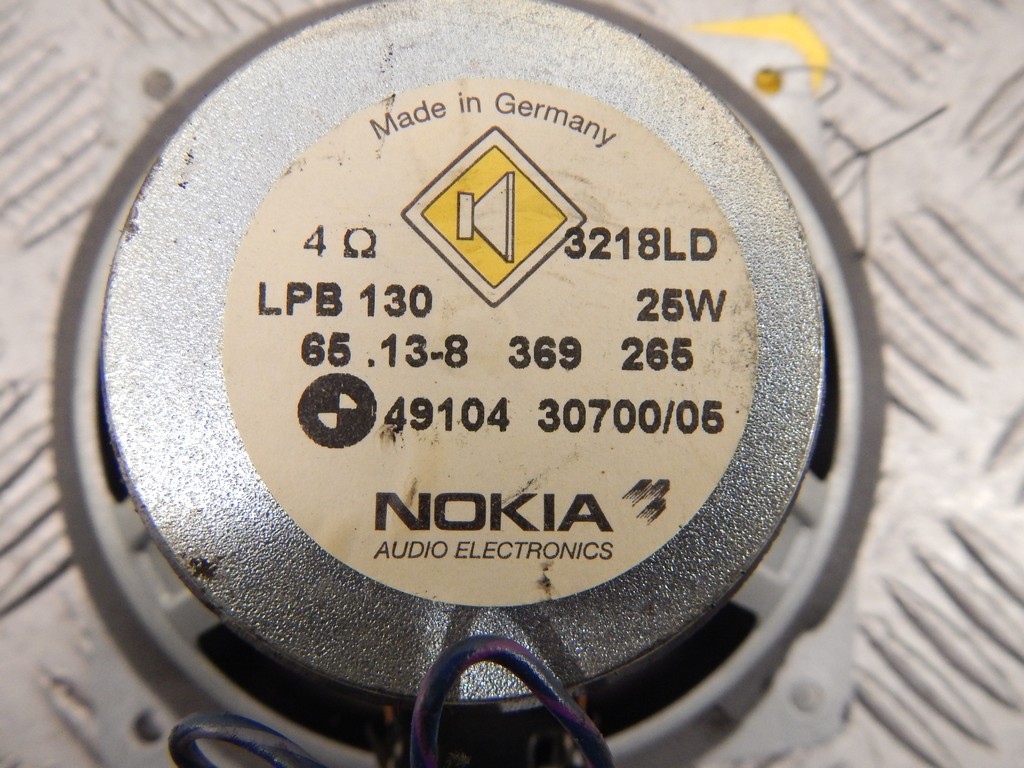 Made in Germany
4 Ω 3218LD
LPB 130 25W
65 .13-8 369 265
49104 30700/05
NOKIA
AUDIO ELECTRONICS